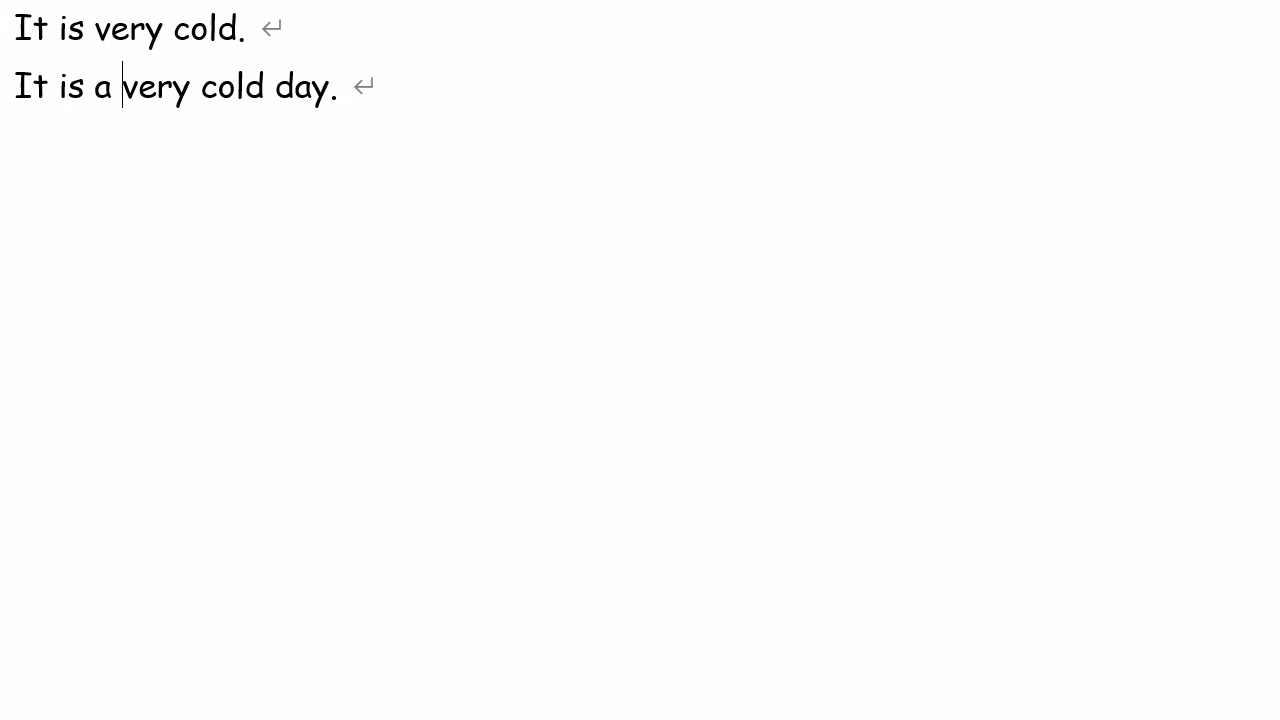 It is very cold. ↵
It is a very cold day. ↵